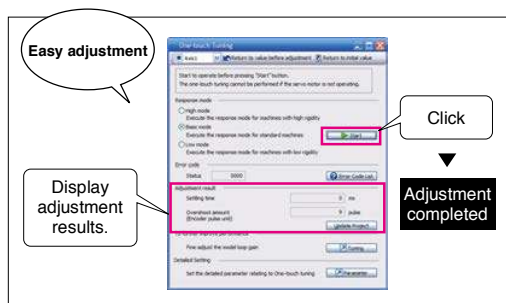 Easy adjustment
One-touch Tuning
Axis1
Return to value before adjustment
Return to initial value
Start to operate before pressing "Start" button.
The one-touch tuning cannot be performed if the servo motor is not operating.
Response mode
High mode
Execute the response mode for machines with high rigidity
Basic mode
Execute the response mode for standard machines
Start
Low mode
Execute the response mode for machines with low rigidity
Error code
Status 0000
Error Code List
Adjustment result
Settling time 0 ms
Overshoot amount 0 pulse
(Encoder pulse unit)
Update Project
Fine adjust the model loop gain
Tuning
Detailed Setting
Set the detailed parameter relating to One-touch tuning
Parameter
Click
Adjustment
completed
Display
adjustment
results.